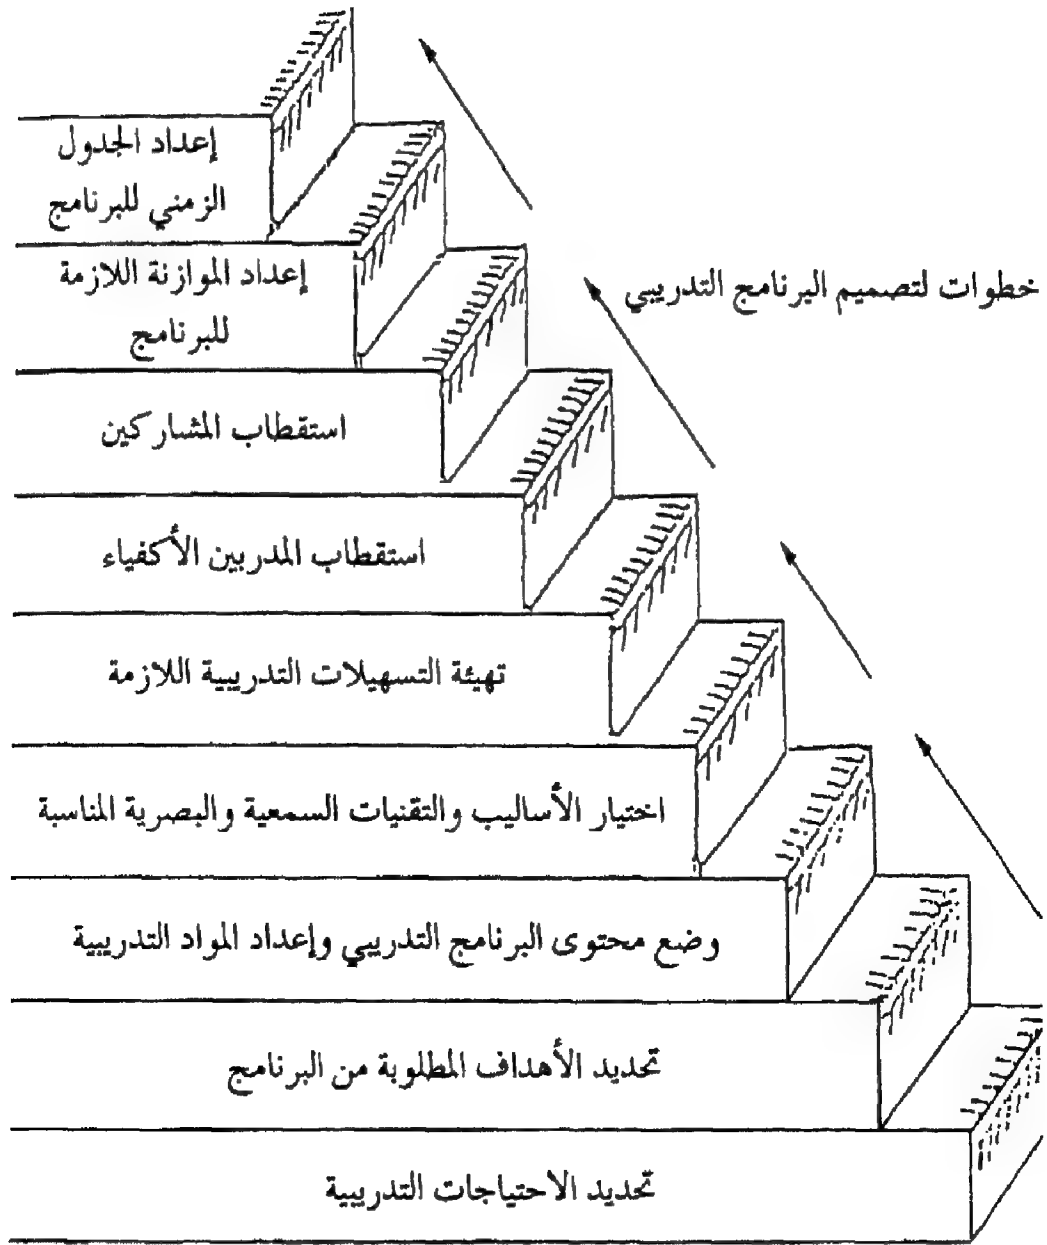 إعداد الجدول
الزمني للبرنامج
إعداد الموازنة اللازمة
للبرنامج
خطوات لتصميم البرنامج التدريبي
استقطاب المشاركين
استقطاب المدربين الأكفياء
تهيئة التسهيلات التدريبية اللازمة
اختيار الأساليب والتقنيات السمعية والبصرية المناسبة
وضع محتوى البرنامج التدريبي وإعداد المواد التدريبية
تحديد الأهداف المطلوبة من البرنامج
تحديد الاحتياجات التدريبية